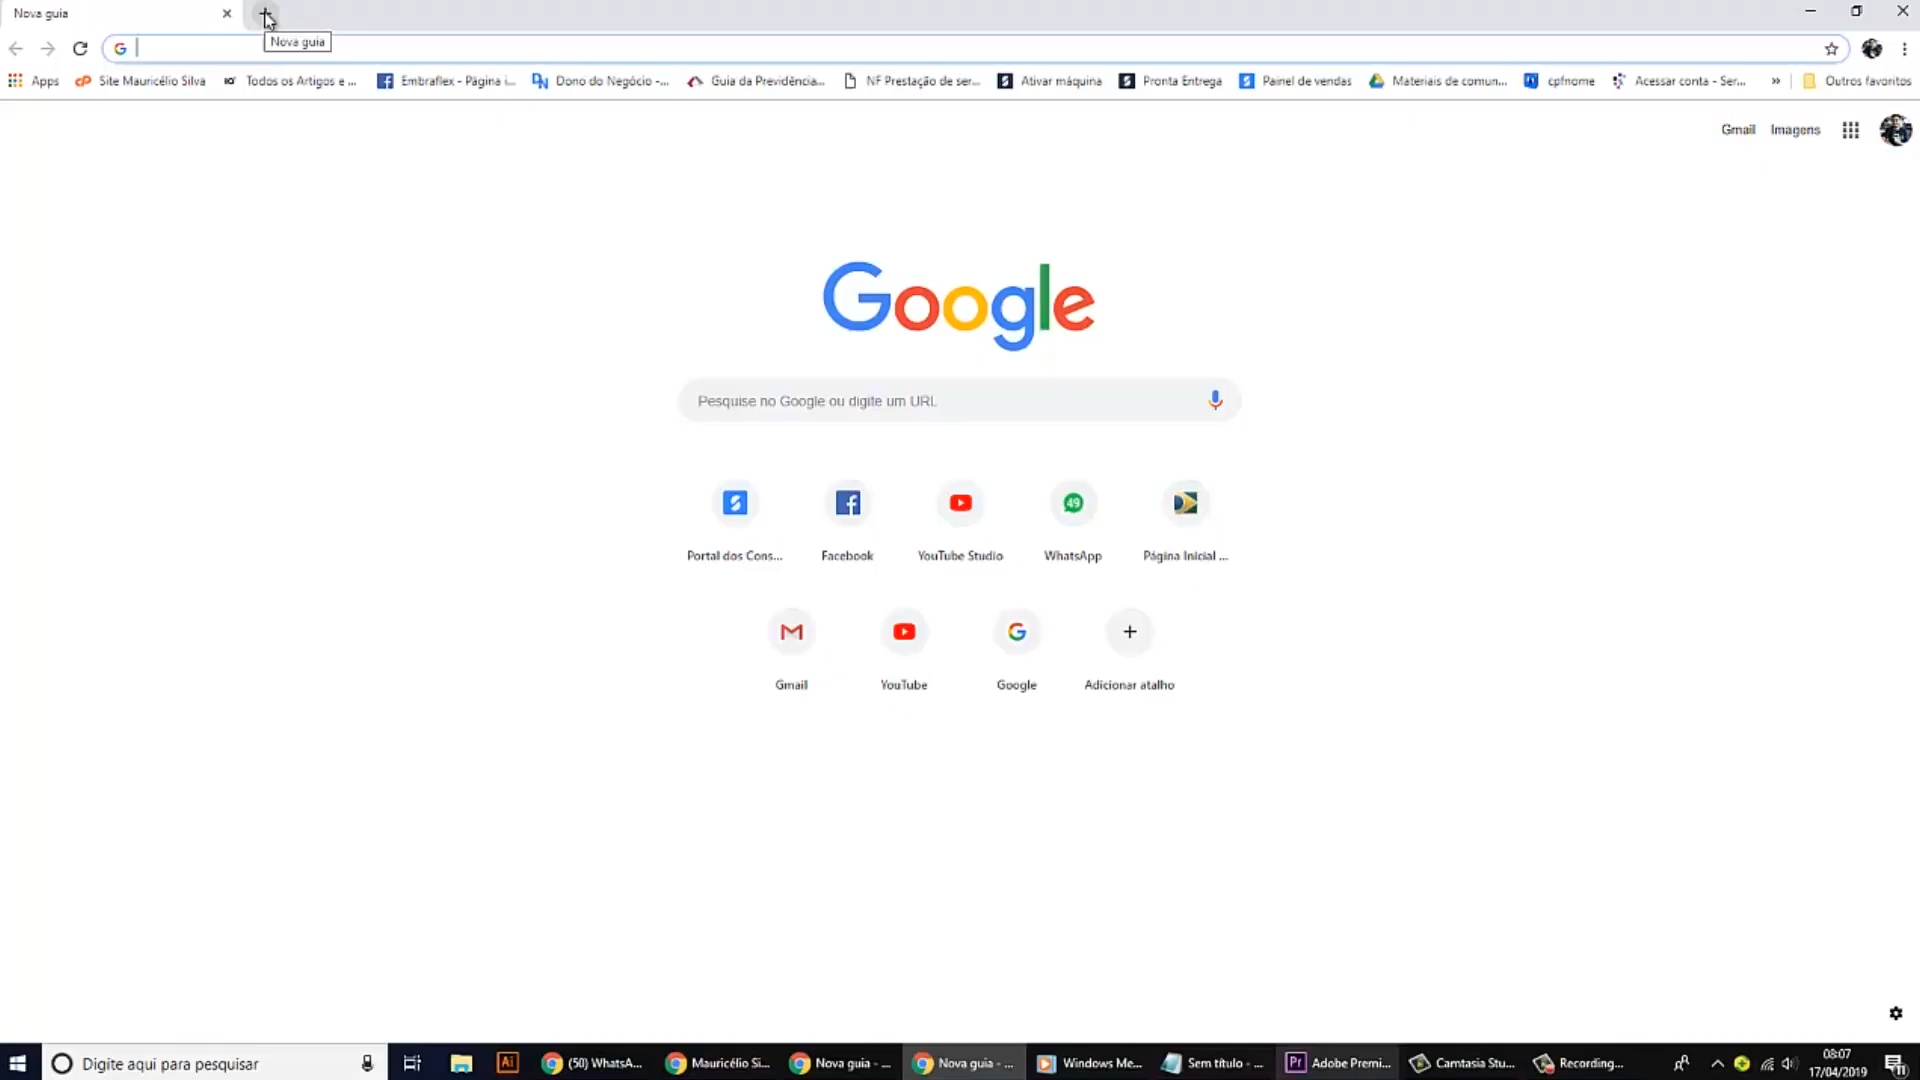 Nova guia
Nova guia
Apps Site Mauricélio Silva Todos os Artigos e ... Embraflex - Página i... Dono do Negócio -... Guia da Previdência... NF Prestação de ser... Ativar máquina Pronta Entrega Painel de vendas Materiais de comun... cpfnome Acessar conta - Ser... » Outros favoritos
Gmail Imagens
Google
Pesquise no Google ou digite um URL
Portal dos Cons... Facebook YouTube Studio WhatsApp Página Inicial ...
Gmail YouTube Google Adicionar atalho
Digite aqui para pesquisar (50) WhatsA... Mauricélio Si... Nova guia - ... Nova guia - ... Windows Me... Sem título - ... Adobe Premi... Camtasia Stu... Recording...
08:07
17/04/2019